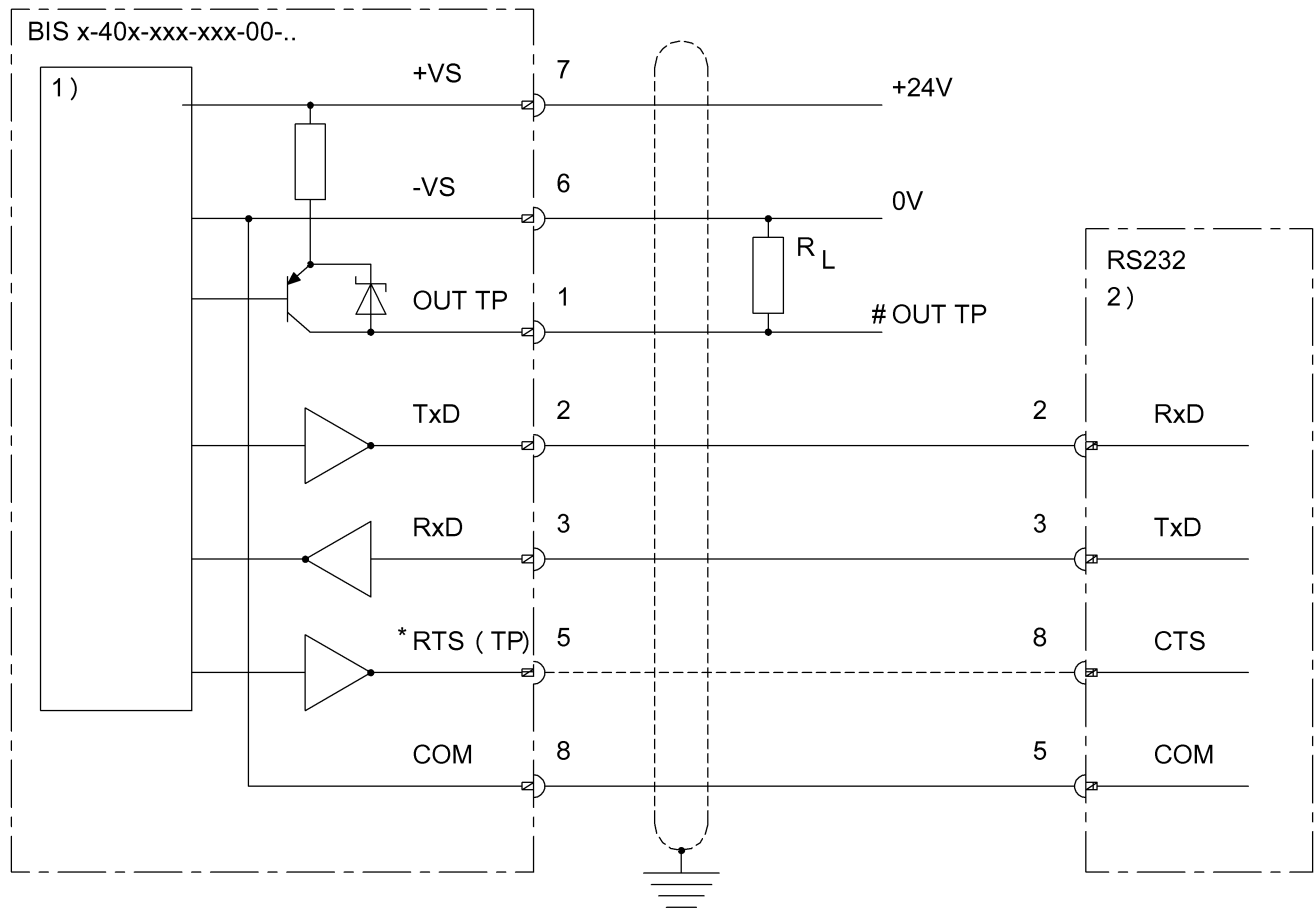 BIS x-40x-xxx-xxx-00-..
1)
+VS 7 +24V
-VS 6 0V
R L
RS232
2)
OUT TP 1 # OUT TP
TxD 2 2 RxD
RxD 3 3 TxD
* RTS ( TP) 5 8 CTS
COM 8 5 COM